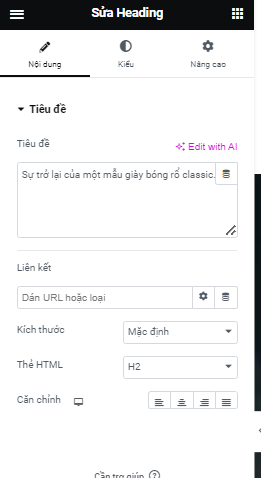 Sửa Heading
Nội dung
Kiểu
Nâng cao
Tiêu đề
Tiêu đề
Edit with AI
Sự trở lại của một mẫu giày bóng rổ classic.
Liên kết
Dán URL hoặc loại
Kích thước
Mặc định
Thẻ HTML
H2
Căn chỉnh
Cần trợ giúp